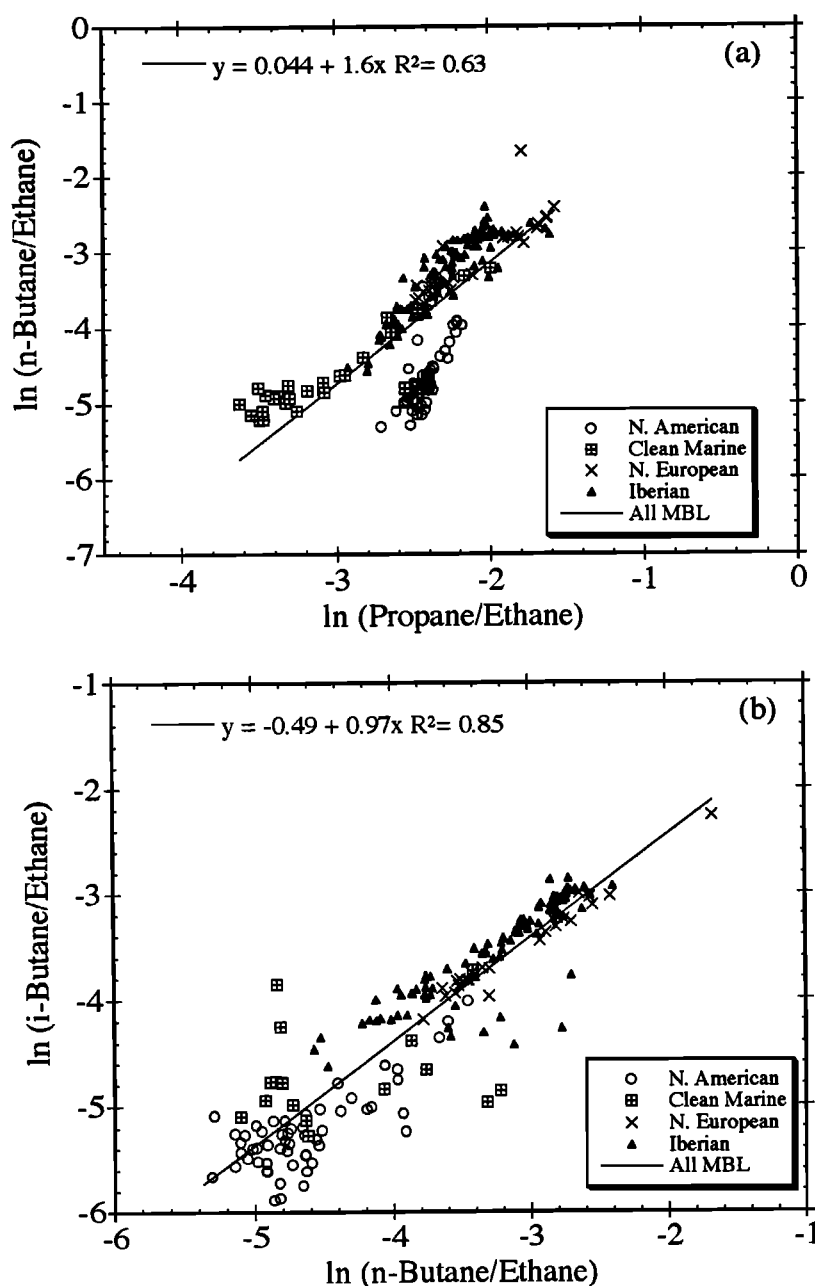 (a)
y = 0.044 + 1.6x R²= 0.63
0
-1
-2
-3
-4
-5
-6
-7
ln (n-Butane/Ethane)
N. American
Clean Marine
N. European
Iberian
All MBL
-4
-3
-2
-1
0
ln (Propane/Ethane)
(b)
y = -0.49 + 0.97x R²= 0.85
-1
-2
-3
-4
-5
-6
ln (i-Butane/Ethane)
N. American
Clean Marine
N. European
Iberian
All MBL
-6
-5
-4
-3
-2
-1
ln (n-Butane/Ethane)